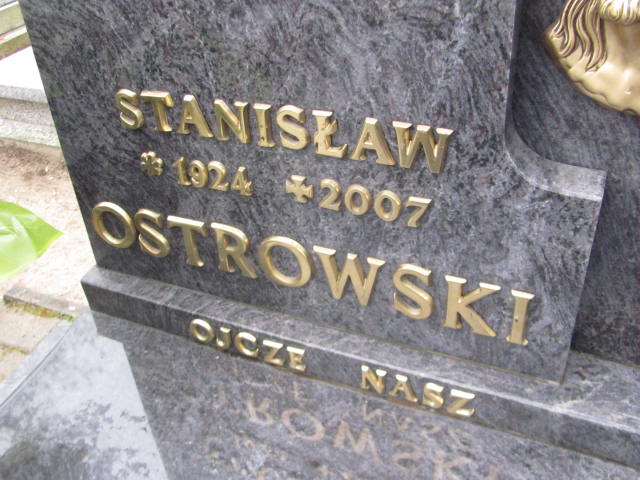 STANISŁAW
* 1924 ✠ 2007
OSTROWSKI
OJCZE NASZ